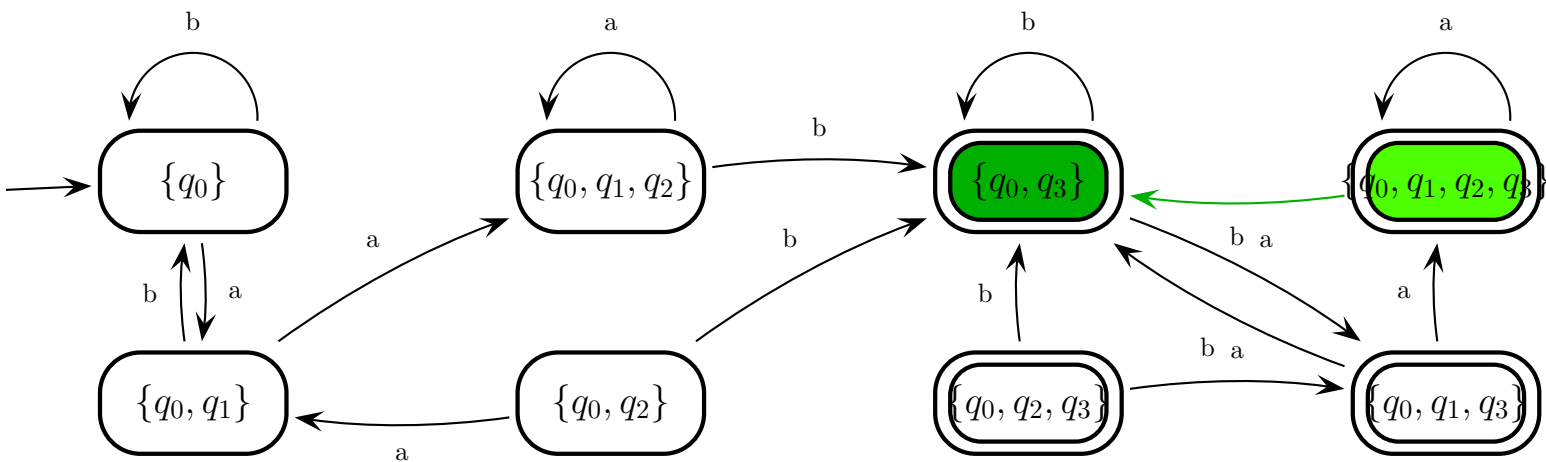 b a b a
{q₀} {q₀, q₁, q₂} {q₀, q₃} {q₀, q₁, q₂, q₃}
b
a b b a
b a b a
b a
{q₀, q₁} {q₀, q₂} {q₀, q₂, q₃} {q₀, q₁, q₃}
a